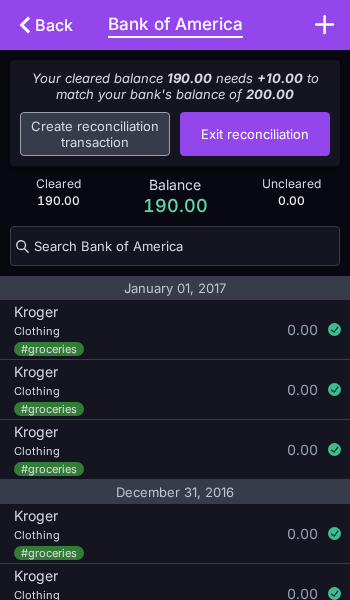 Back
Bank of America
Your cleared balance 190.00 needs +10.00 to
match your bank's balance of 200.00
Create reconciliation
transaction
Exit reconciliation
Cleared
190.00
Balance
190.00
Uncleared
0.00
Search Bank of America
January 01, 2017
Kroger
Clothing
0.00
#groceries
Kroger
Clothing
0.00
#groceries
Kroger
Clothing
0.00
#groceries
December 31, 2016
Kroger
Clothing
0.00
#groceries
Kroger
Clothing
0.00